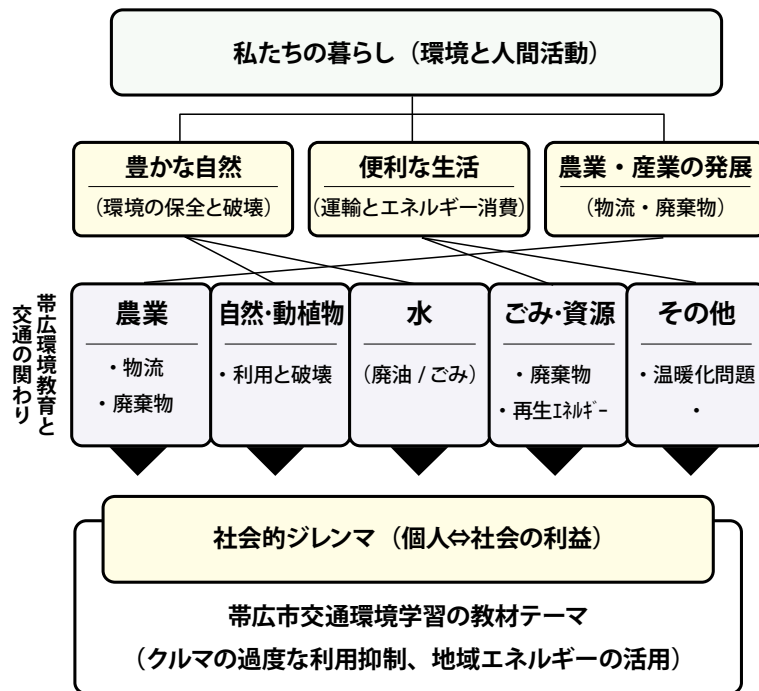 私たちの暮らし（環境と人間活動）
豊かな自然
（環境の保全と破壊）
便利な生活
（運輸とエネルギー消費）
農業・産業の発展
（物流・廃棄物）
帯広環境教育と
交通の関わり
農業
・物流
・廃棄物
自然・動植物
・利用と破壊
水
（廃油 / ごみ）
ごみ・資源
・廃棄物
・再生ｴﾈﾙｷﾞｰ
その他
・温暖化問題
・
社会的ジレンマ（個人⇔社会の利益）
帯広市交通環境学習の教材テーマ
（クルマの過度な利用抑制、地域エネルギーの活用）